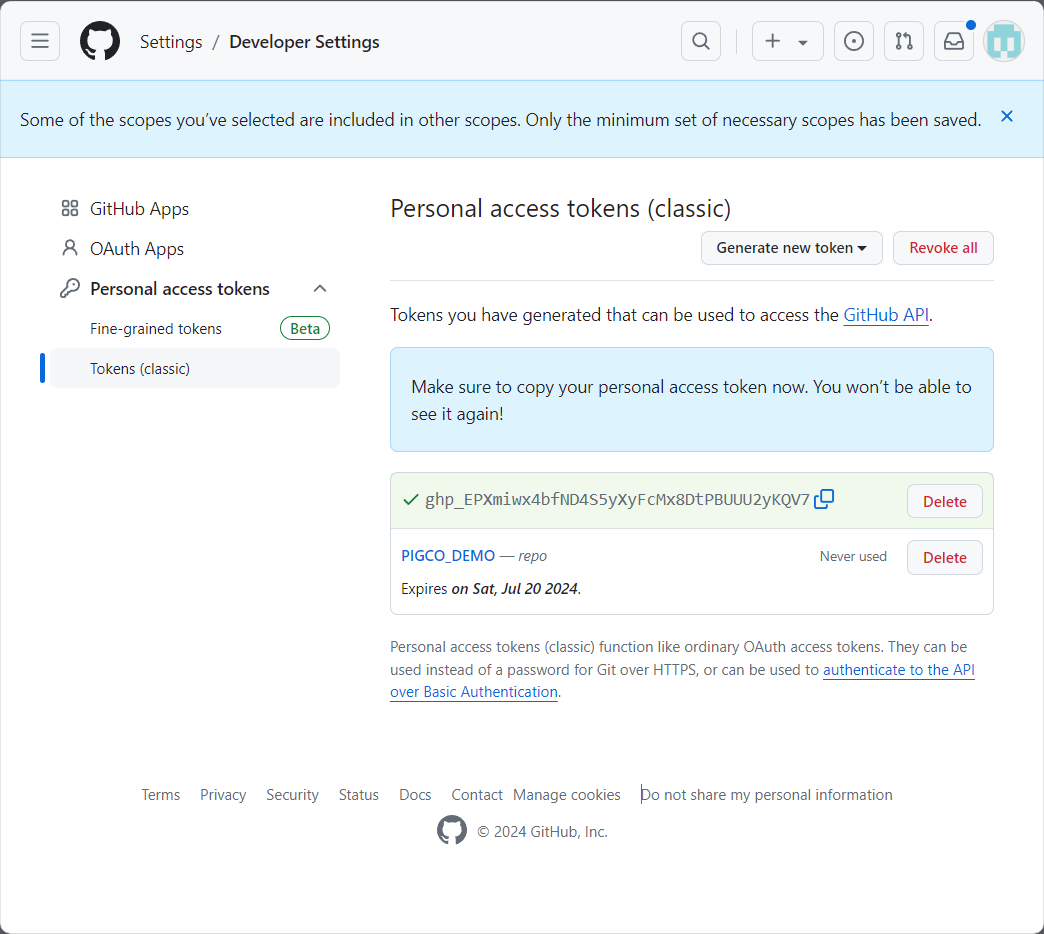 Settings / Developer Settings
Some of the scopes you’ve selected are included in other scopes. Only the minimum set of necessary scopes has been saved.
GitHub Apps
OAuth Apps
Personal access tokens
Fine-grained tokens Beta
Tokens (classic)
Personal access tokens (classic)
Generate new token Revoke all
Tokens you have generated that can be used to access the GitHub API.
Make sure to copy your personal access token now. You won’t be able to
see it again!
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 Delete
PIGCO_DEMO — repo Never used Delete
Expires on Sat, Jul 20 2024.
Personal access tokens (classic) function like ordinary OAuth access tokens. They can be
used instead of a password for Git over HTTPS, or can be used to authenticate to the API
over Basic Authentication.
Terms Privacy Security Status Docs Contact Manage cookies Do not share my personal information
© 2024 GitHub, Inc.